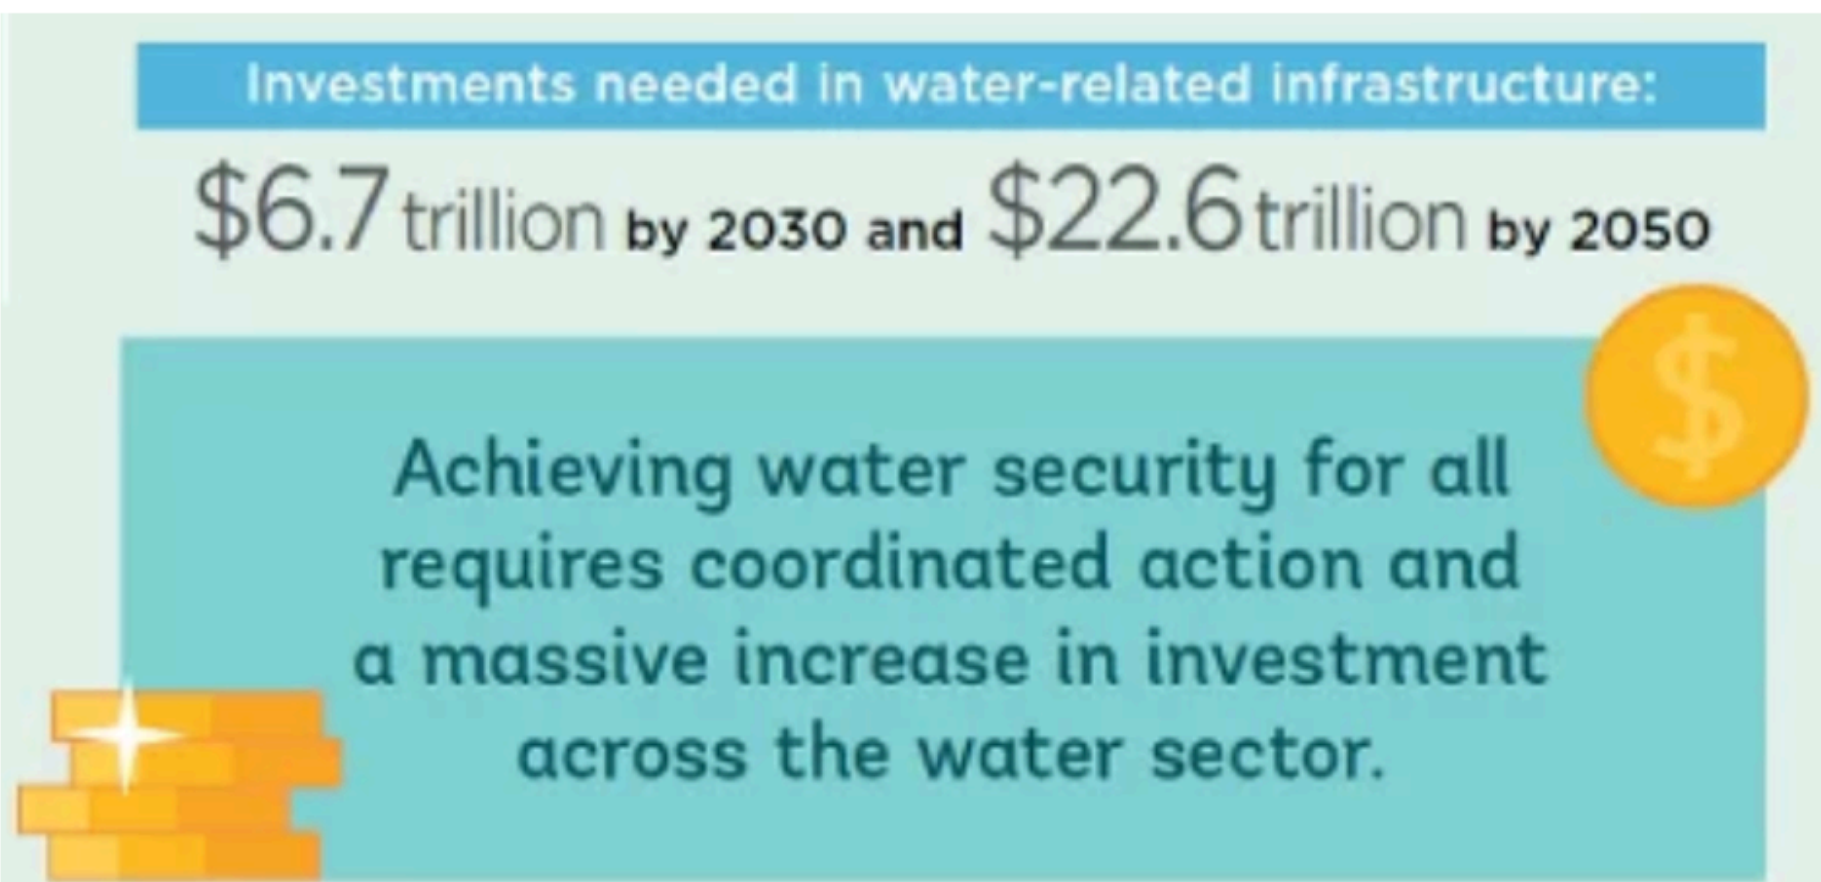 Investments needed in water-related infrastructure:
$6.7 trillion by 2030 and $22.6 trillion by 2050
$
Achieving water security for all
requires coordinated action and
a massive increase in investment
across the water sector.